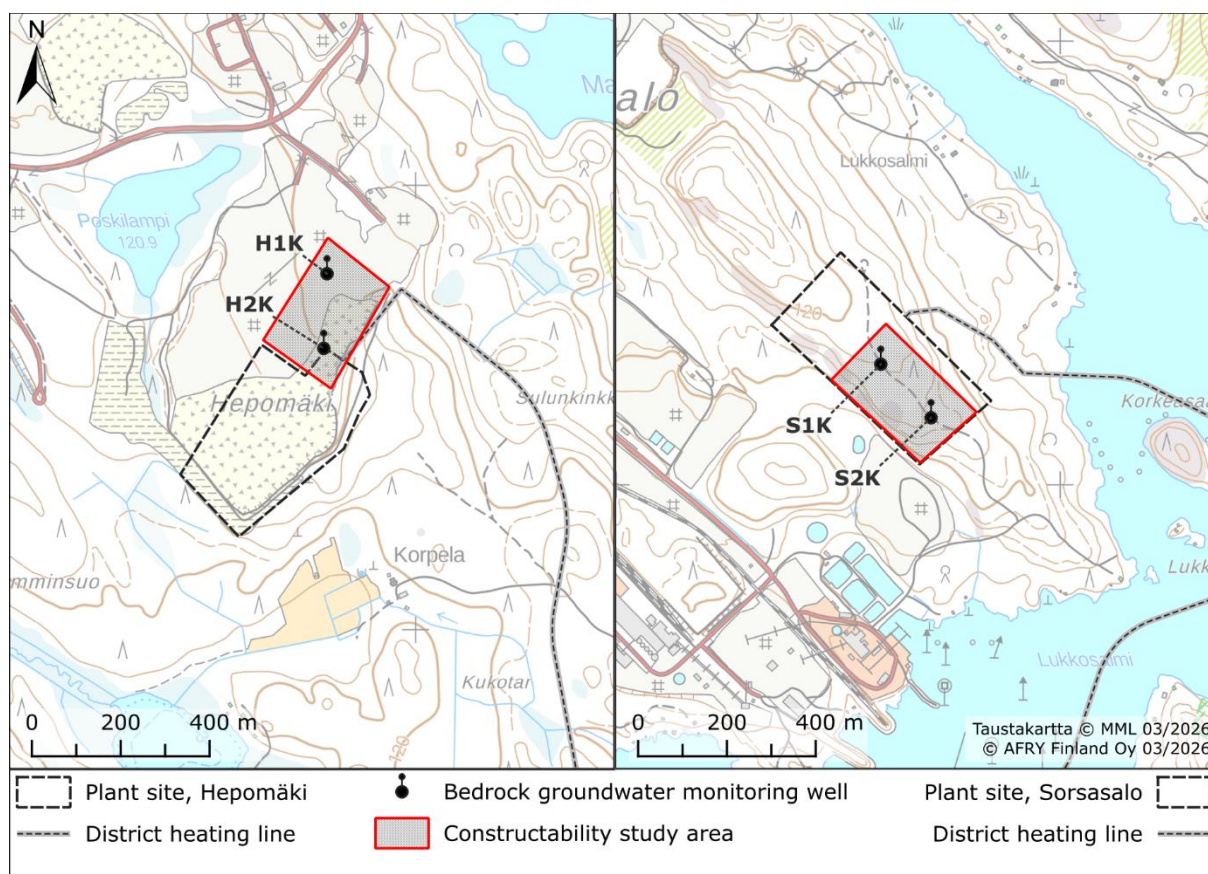 N
Ma
Poskilampi
120.9
H1K
H2K
Hepomäki
Sulunkinkk
Korpela
mminsuo
Kukotar
120
0 200 400 m
alo
Lukkosalmi
120
Korkeasaa
S1K
S2K
Lukk
Lukkosalmi
0 200 400 m
Taustakartta © MML 03/2026
© AFRY Finland Oy 03/2026
Plant site, Hepomäki
Bedrock groundwater monitoring well
Plant site, Sorsasalo
District heating line
Constructability study area
District heating line